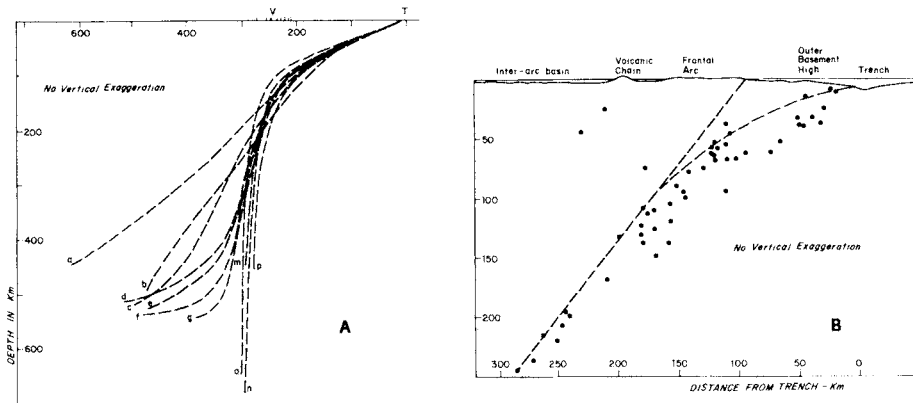 V T
600 400 200
No Vertical Exaggeration
200
400
600
DEPTH IN Km
a
b
c
d
e
f
g
m
p
o
n
A
Inter-arc basin
Volcanic
Chain
Frontal
Arc
Outer
Basement
High
Trench
50
100
150
200
No Vertical Exaggeration
B
300 250 200 150 100 50 0
DISTANCE FROM TRENCH - Km